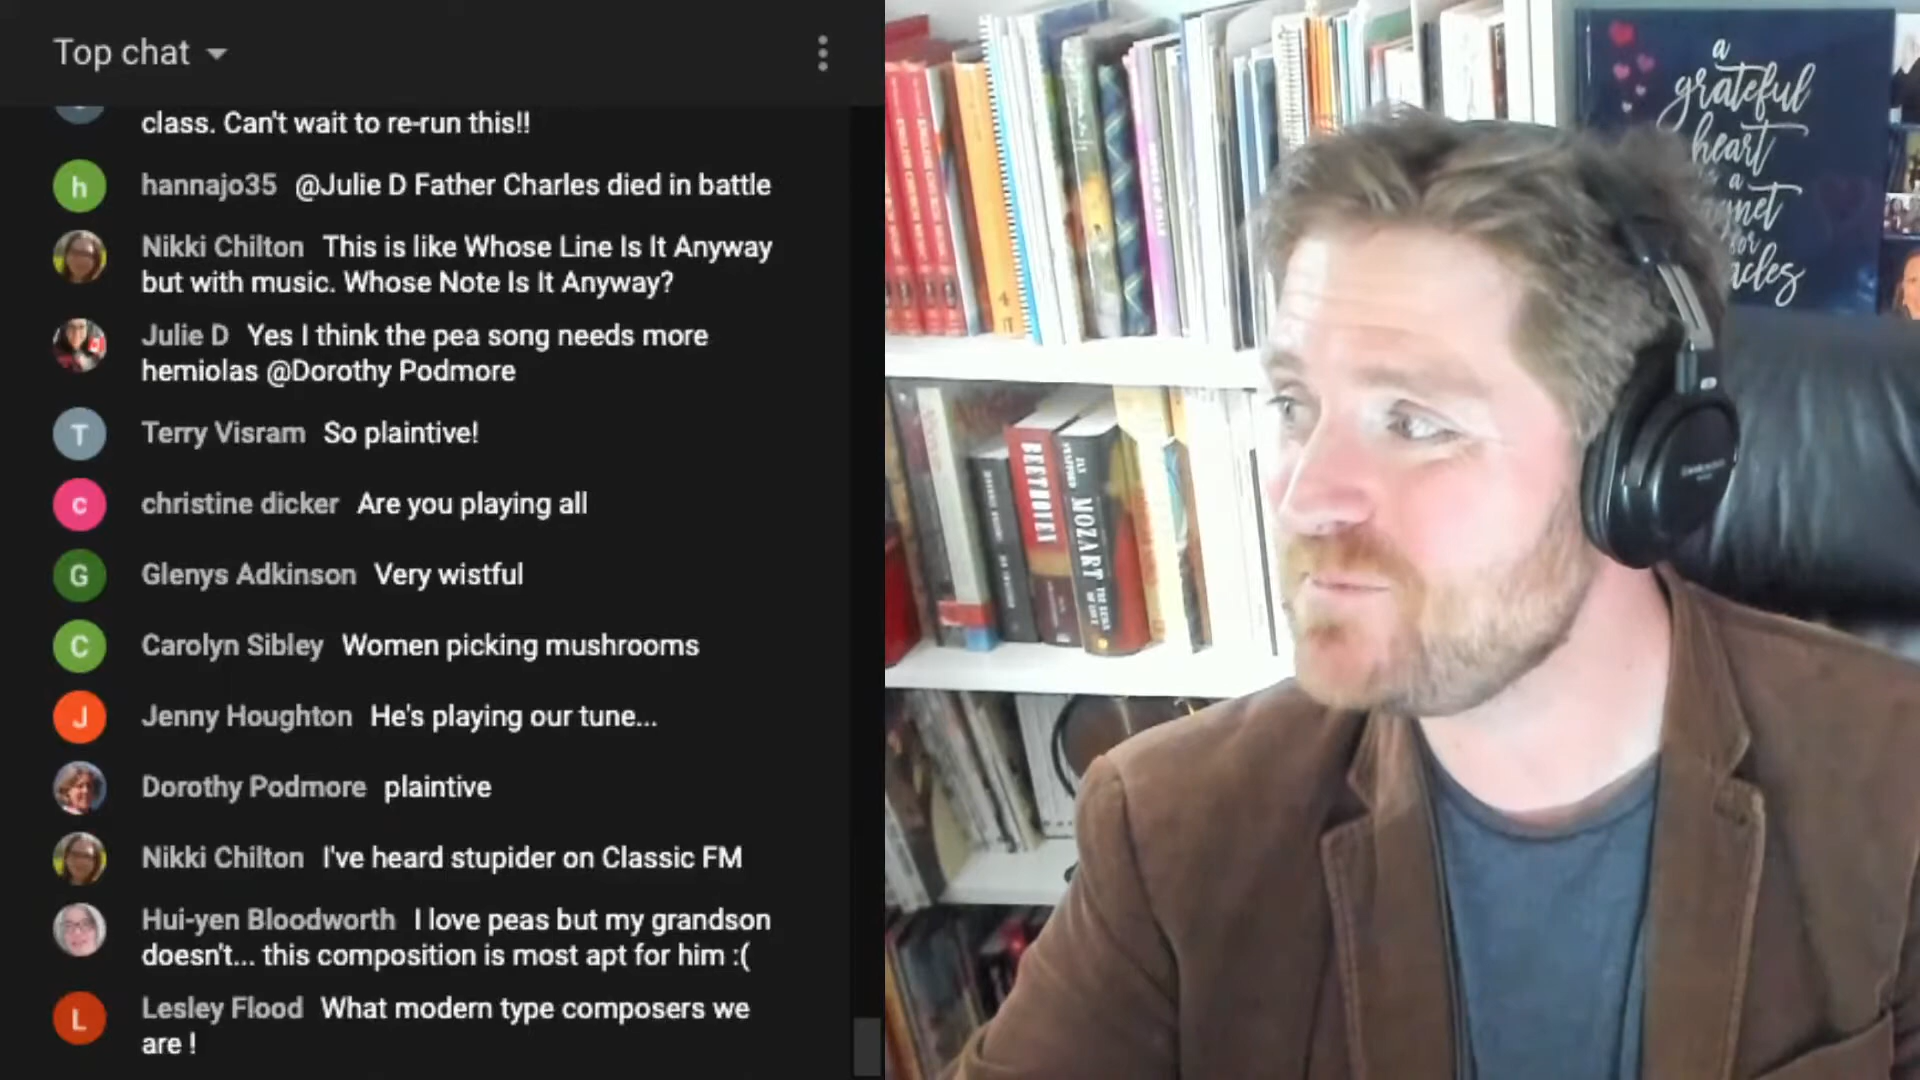 Top chat
class. Can't wait to re-run this!!
h hannajo35 @Julie D Father Charles died in battle
Nikki Chilton This is like Whose Line Is It Anyway
but with music. Whose Note Is It Anyway?
Julie D Yes I think the pea song needs more
hemiolas @Dorothy Podmore
T Terry Visram So plaintive!
c christine dicker Are you playing all
G Glenys Adkinson Very wistful
C Carolyn Sibley Women picking mushrooms
J Jenny Houghton He's playing our tune...
Dorothy Podmore plaintive
Nikki Chilton I've heard stupider on Classic FM
Hui-yen Bloodworth I love peas but my grandson
doesn't... this composition is most apt for him :(
L Lesley Flood What modern type composers we
are !
a
grateful
heart
a
for
BEETHOVEN
MOZART